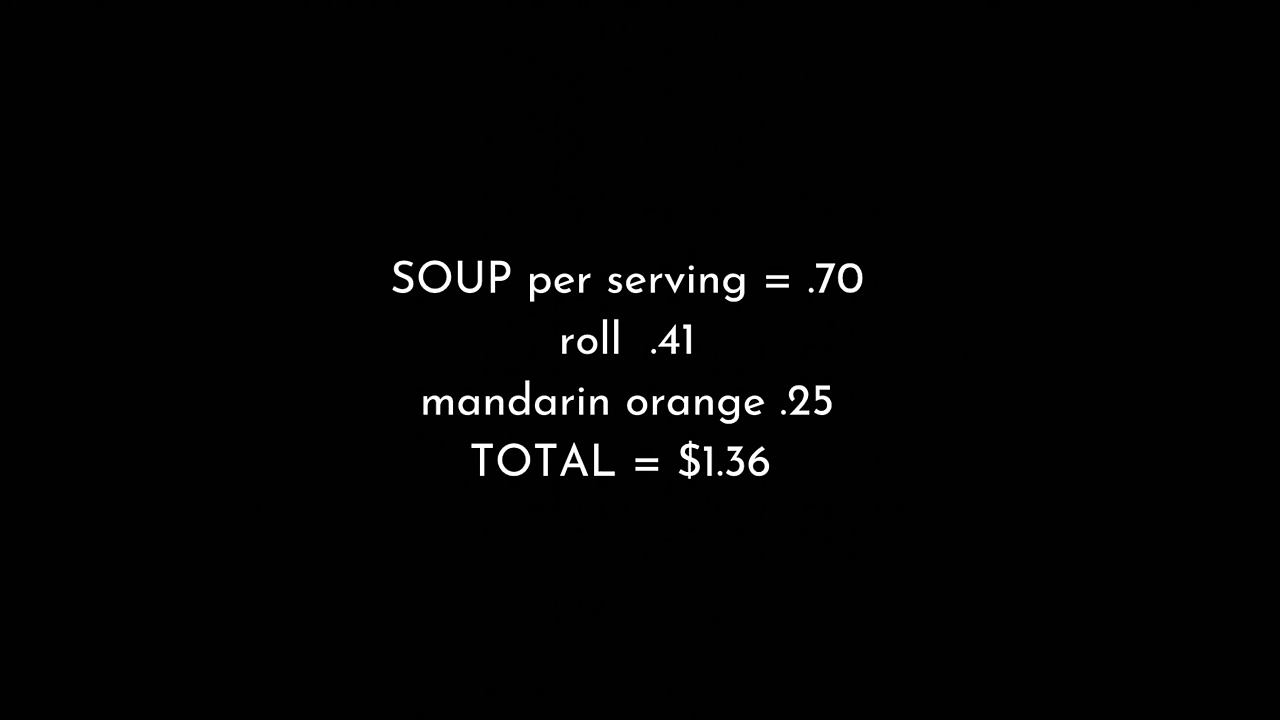 SOUP per serving = .70
roll .41
mandarin orange .25
TOTAL = $1.36